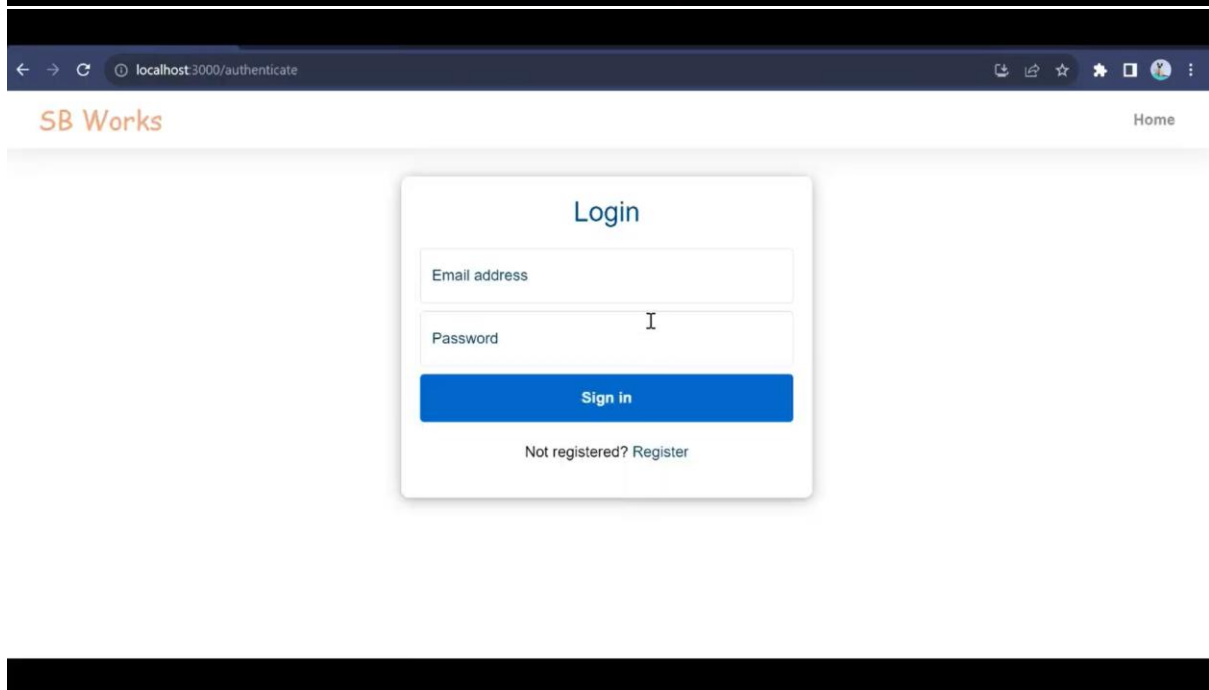 localhost:3000/authenticate
SB Works
Home
Login
Email address
Password
Sign in
Not registered? Register